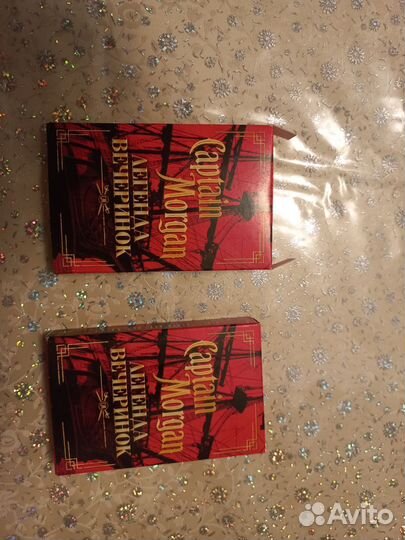 Captain
Morgan
ЛЕГЕНДА
ВЕЧЕРИНОК
Captain
Morgan
ЛЕГЕНДА
ВЕЧЕРИНОК
Avito